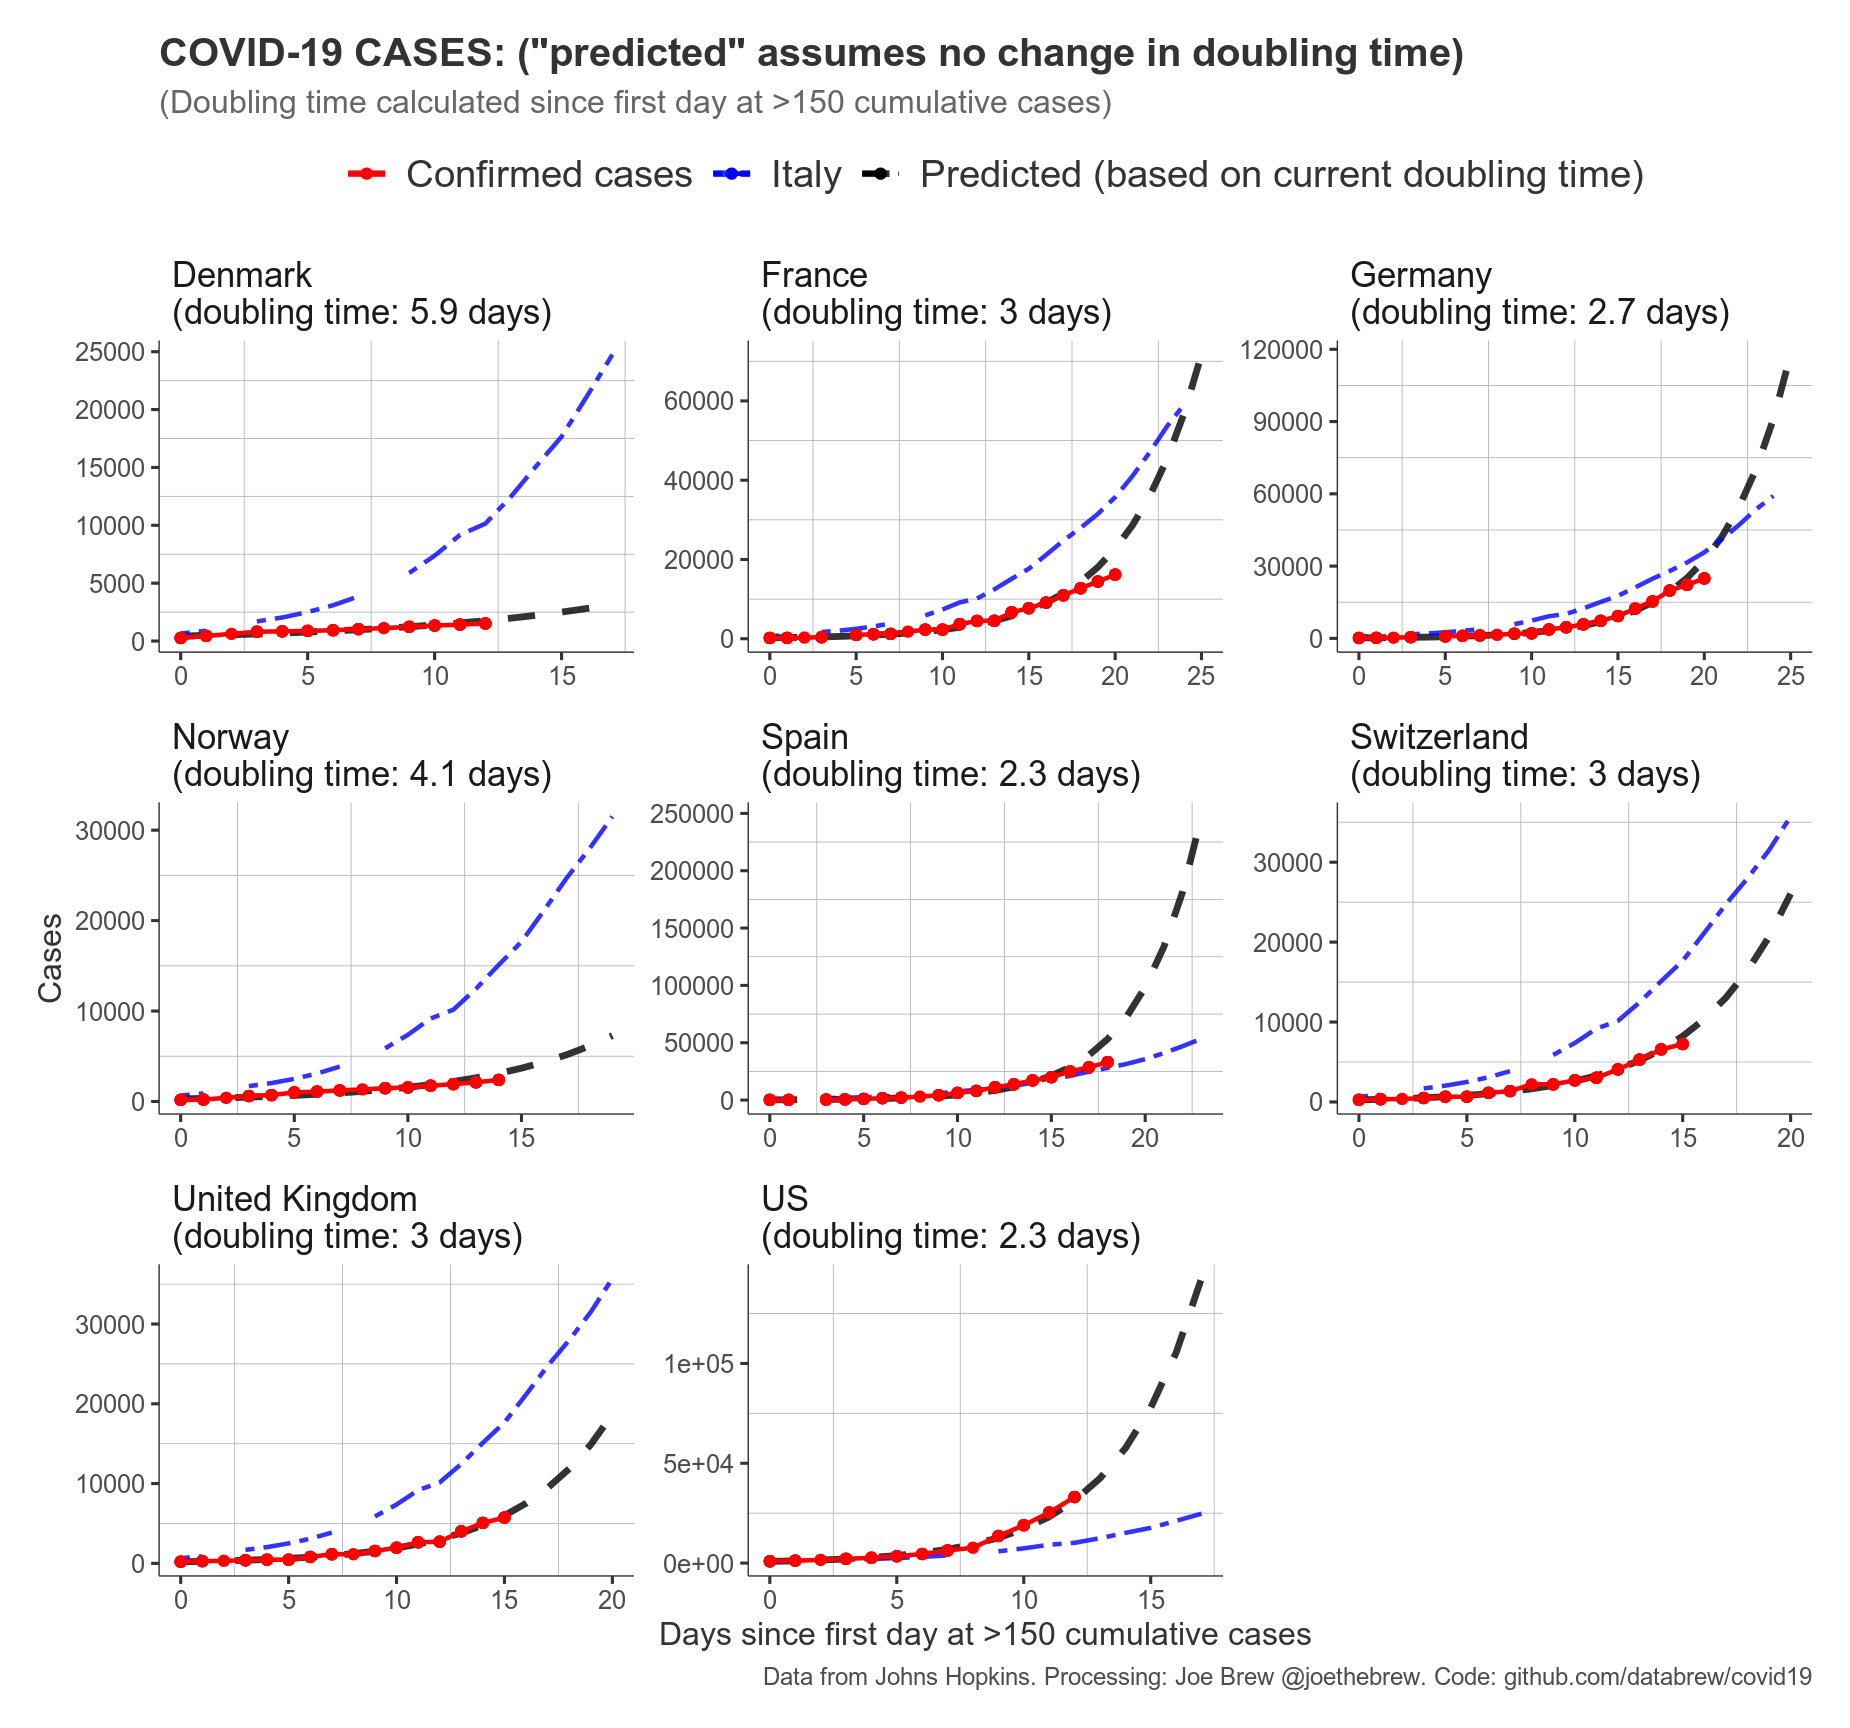 COVID-19 CASES: ("predicted" assumes no change in doubling time)
(Doubling time calculated since first day at >150 cumulative cases)
Confirmed cases Italy Predicted (based on current doubling time)
Denmark
(doubling time: 5.9 days)
25000
20000
15000
10000
5000
0
0 5 10 15
France
(doubling time: 3 days)
60000
40000
20000
0
0 5 10 15 20 25
Germany
(doubling time: 2.7 days)
120000
90000
60000
30000
0
0 5 10 15 20 25
Cases
Norway
(doubling time: 4.1 days)
30000
20000
10000
0
0 5 10 15
Spain
(doubling time: 2.3 days)
250000
200000
150000
100000
50000
0
0 5 10 15 20
Switzerland
(doubling time: 3 days)
30000
20000
10000
0
0 5 10 15 20
United Kingdom
(doubling time: 3 days)
30000
20000
10000
0
0 5 10 15 20
US
(doubling time: 2.3 days)
1e+05
5e+04
0e+00
0 5 10 15
Days since first day at >150 cumulative cases
Data from Johns Hopkins. Processing: Joe Brew @joethebrew. Code: github.com/databrew/covid19